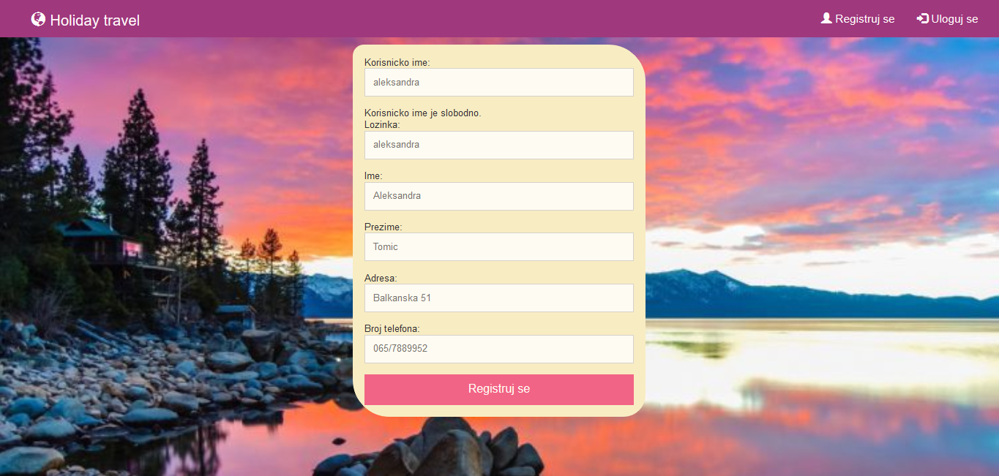 Holiday travel
Registruj se
Uloguj se
Korisnicko ime:
aleksandra
Korisnicko ime je slobodno.
Lozinka:
aleksandra
Ime:
Aleksandra
Prezime:
Tomic
Adresa:
Balkanska 51
Broj telefona:
065/7889952
Registruj se